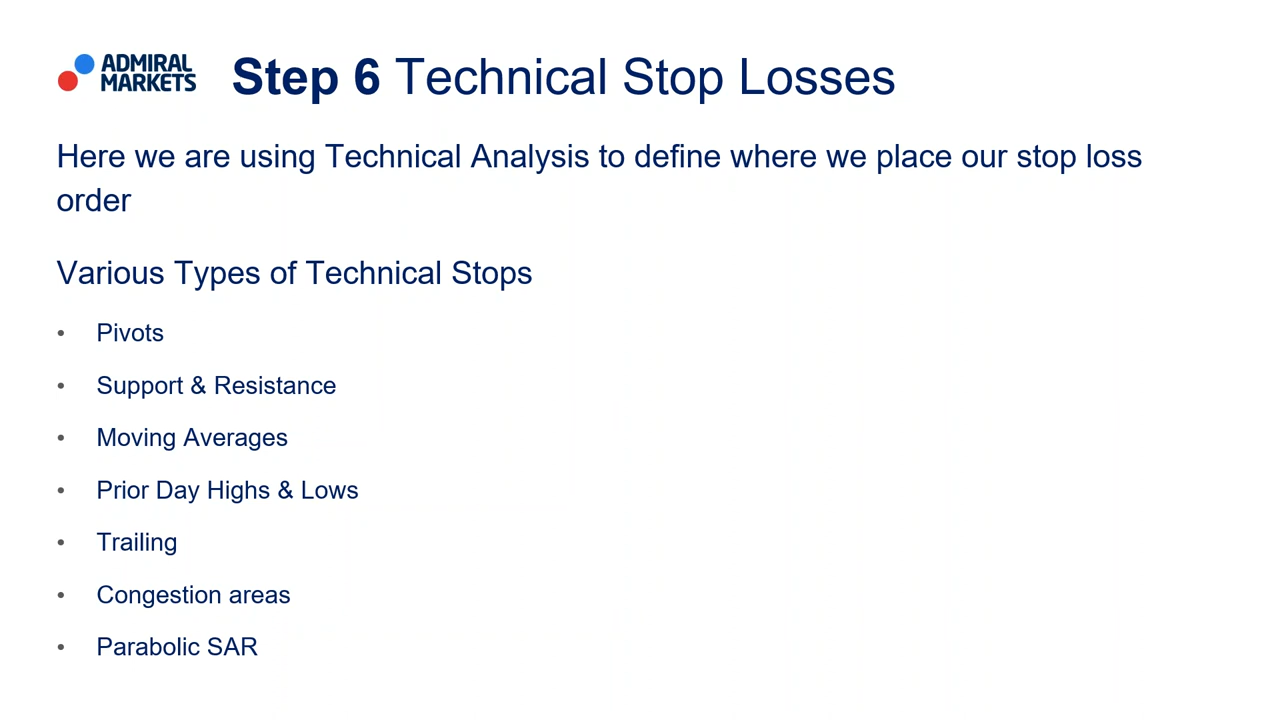 ADMIRAL
MARKETS
Step 6 Technical Stop Losses
Here we are using Technical Analysis to define where we place our stop loss
order
Various Types of Technical Stops
• Pivots
• Support & Resistance
• Moving Averages
• Prior Day Highs & Lows
• Trailing
• Congestion areas
• Parabolic SAR